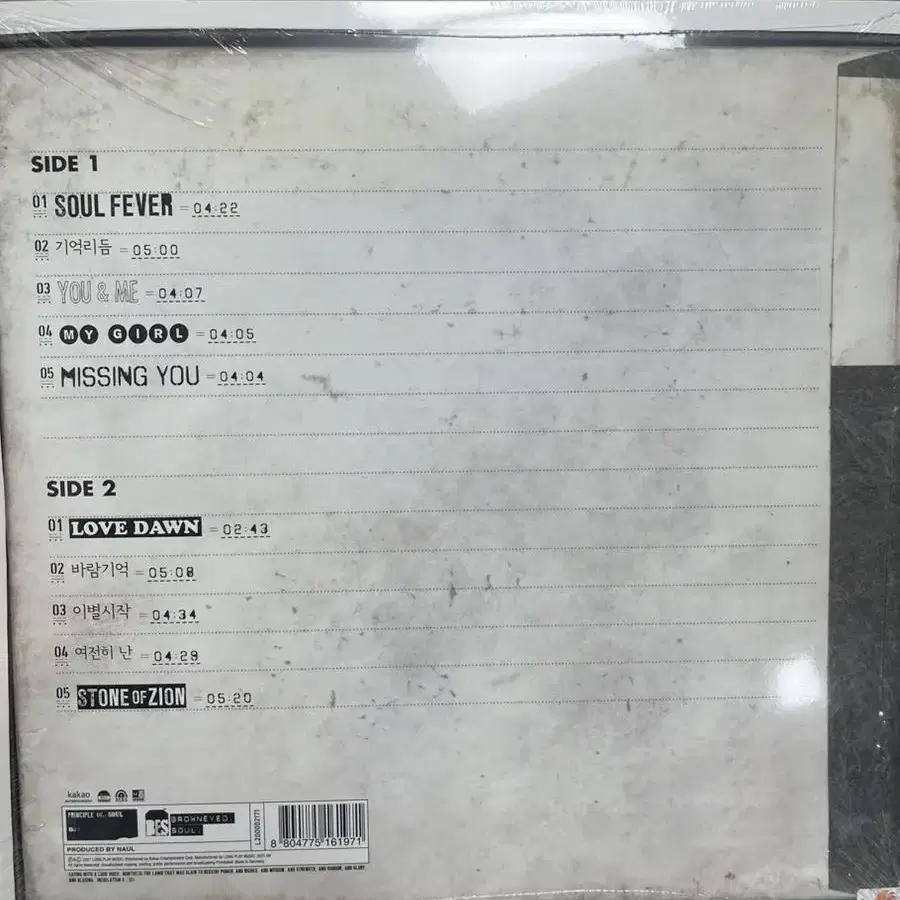 SIDE 1
01 SOUL FEVER = 04:22
02 기억리듬 = 05:00
03 YOU & ME = 04:07
04 MY GIRL = 04:05
05 MISSING YOU = 04:04
SIDE 2
01 LOVE DAWN = 02:43
02 바람기억 = 05:08
03 이별시작 = 04:34
04 여전히 난 = 04:29
05 STONE OF ZION = 05:20
kakao
PRINCIPLE OF SOUL
BES BROWNEYED SOUL
L200002171
8 804775 161971
PRODUCED BY NAUL